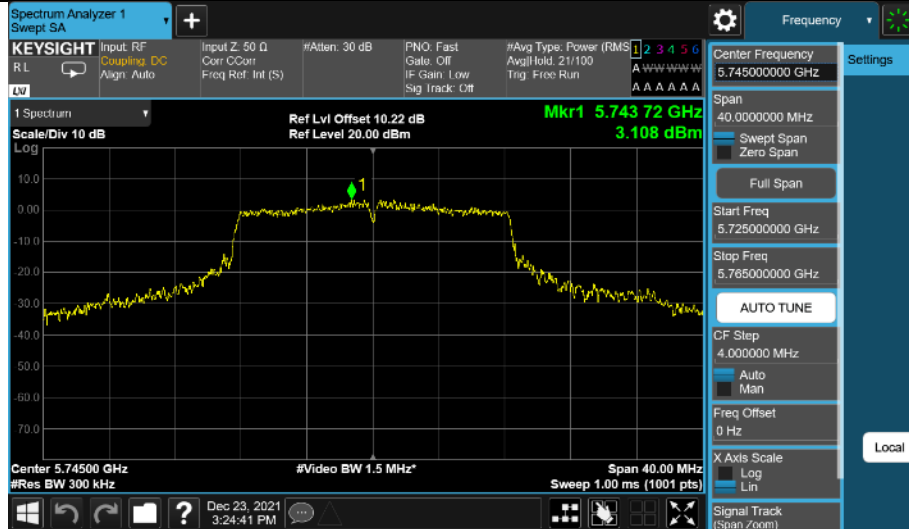 Spectrum Analyzer 1
Swept SA
Frequency
KEYSIGHT
Input: RF
Input Z: 50 Ω
#Atten: 30 dB
PNO: Fast
#Avg Type: Power (RMS
1 2 3 4 5 6
RL
Coupling: DC
Corr CCorr
Gate: Off
Avg|Hold: 21/100
A W W W W W
Align: Auto
Freq Ref: Int (S)
IF Gain: Low
Trig: Free Run
Sig Track: Off
A A A A A A
LXI
Center Frequency
5.745000000 GHz
Settings
1 Spectrum
Ref Lvl Offset 10.22 dB
Mkr1 5.743 72 GHz
Scale/Div 10 dB
Ref Level 20.00 dBm
3.108 dBm
Log
10.0
0.00
-10.0
-20.0
-30.0
-40.0
-50.0
-60.0
-70.0
1
Span
40.0000000 MHz
Swept Span
Zero Span
Full Span
Start Freq
5.725000000 GHz
Stop Freq
5.765000000 GHz
AUTO TUNE
CF Step
4.000000 MHz
Auto
Man
Freq Offset
0 Hz
X Axis Scale
Log
Lin
Local
Signal Track
(Span Zoom)
Center 5.74500 GHz
#Video BW 1.5 MHz*
Span 40.00 MHz
#Res BW 300 kHz
Sweep 1.00 ms (1001 pts)
Dec 23, 2021
3:24:41 PM